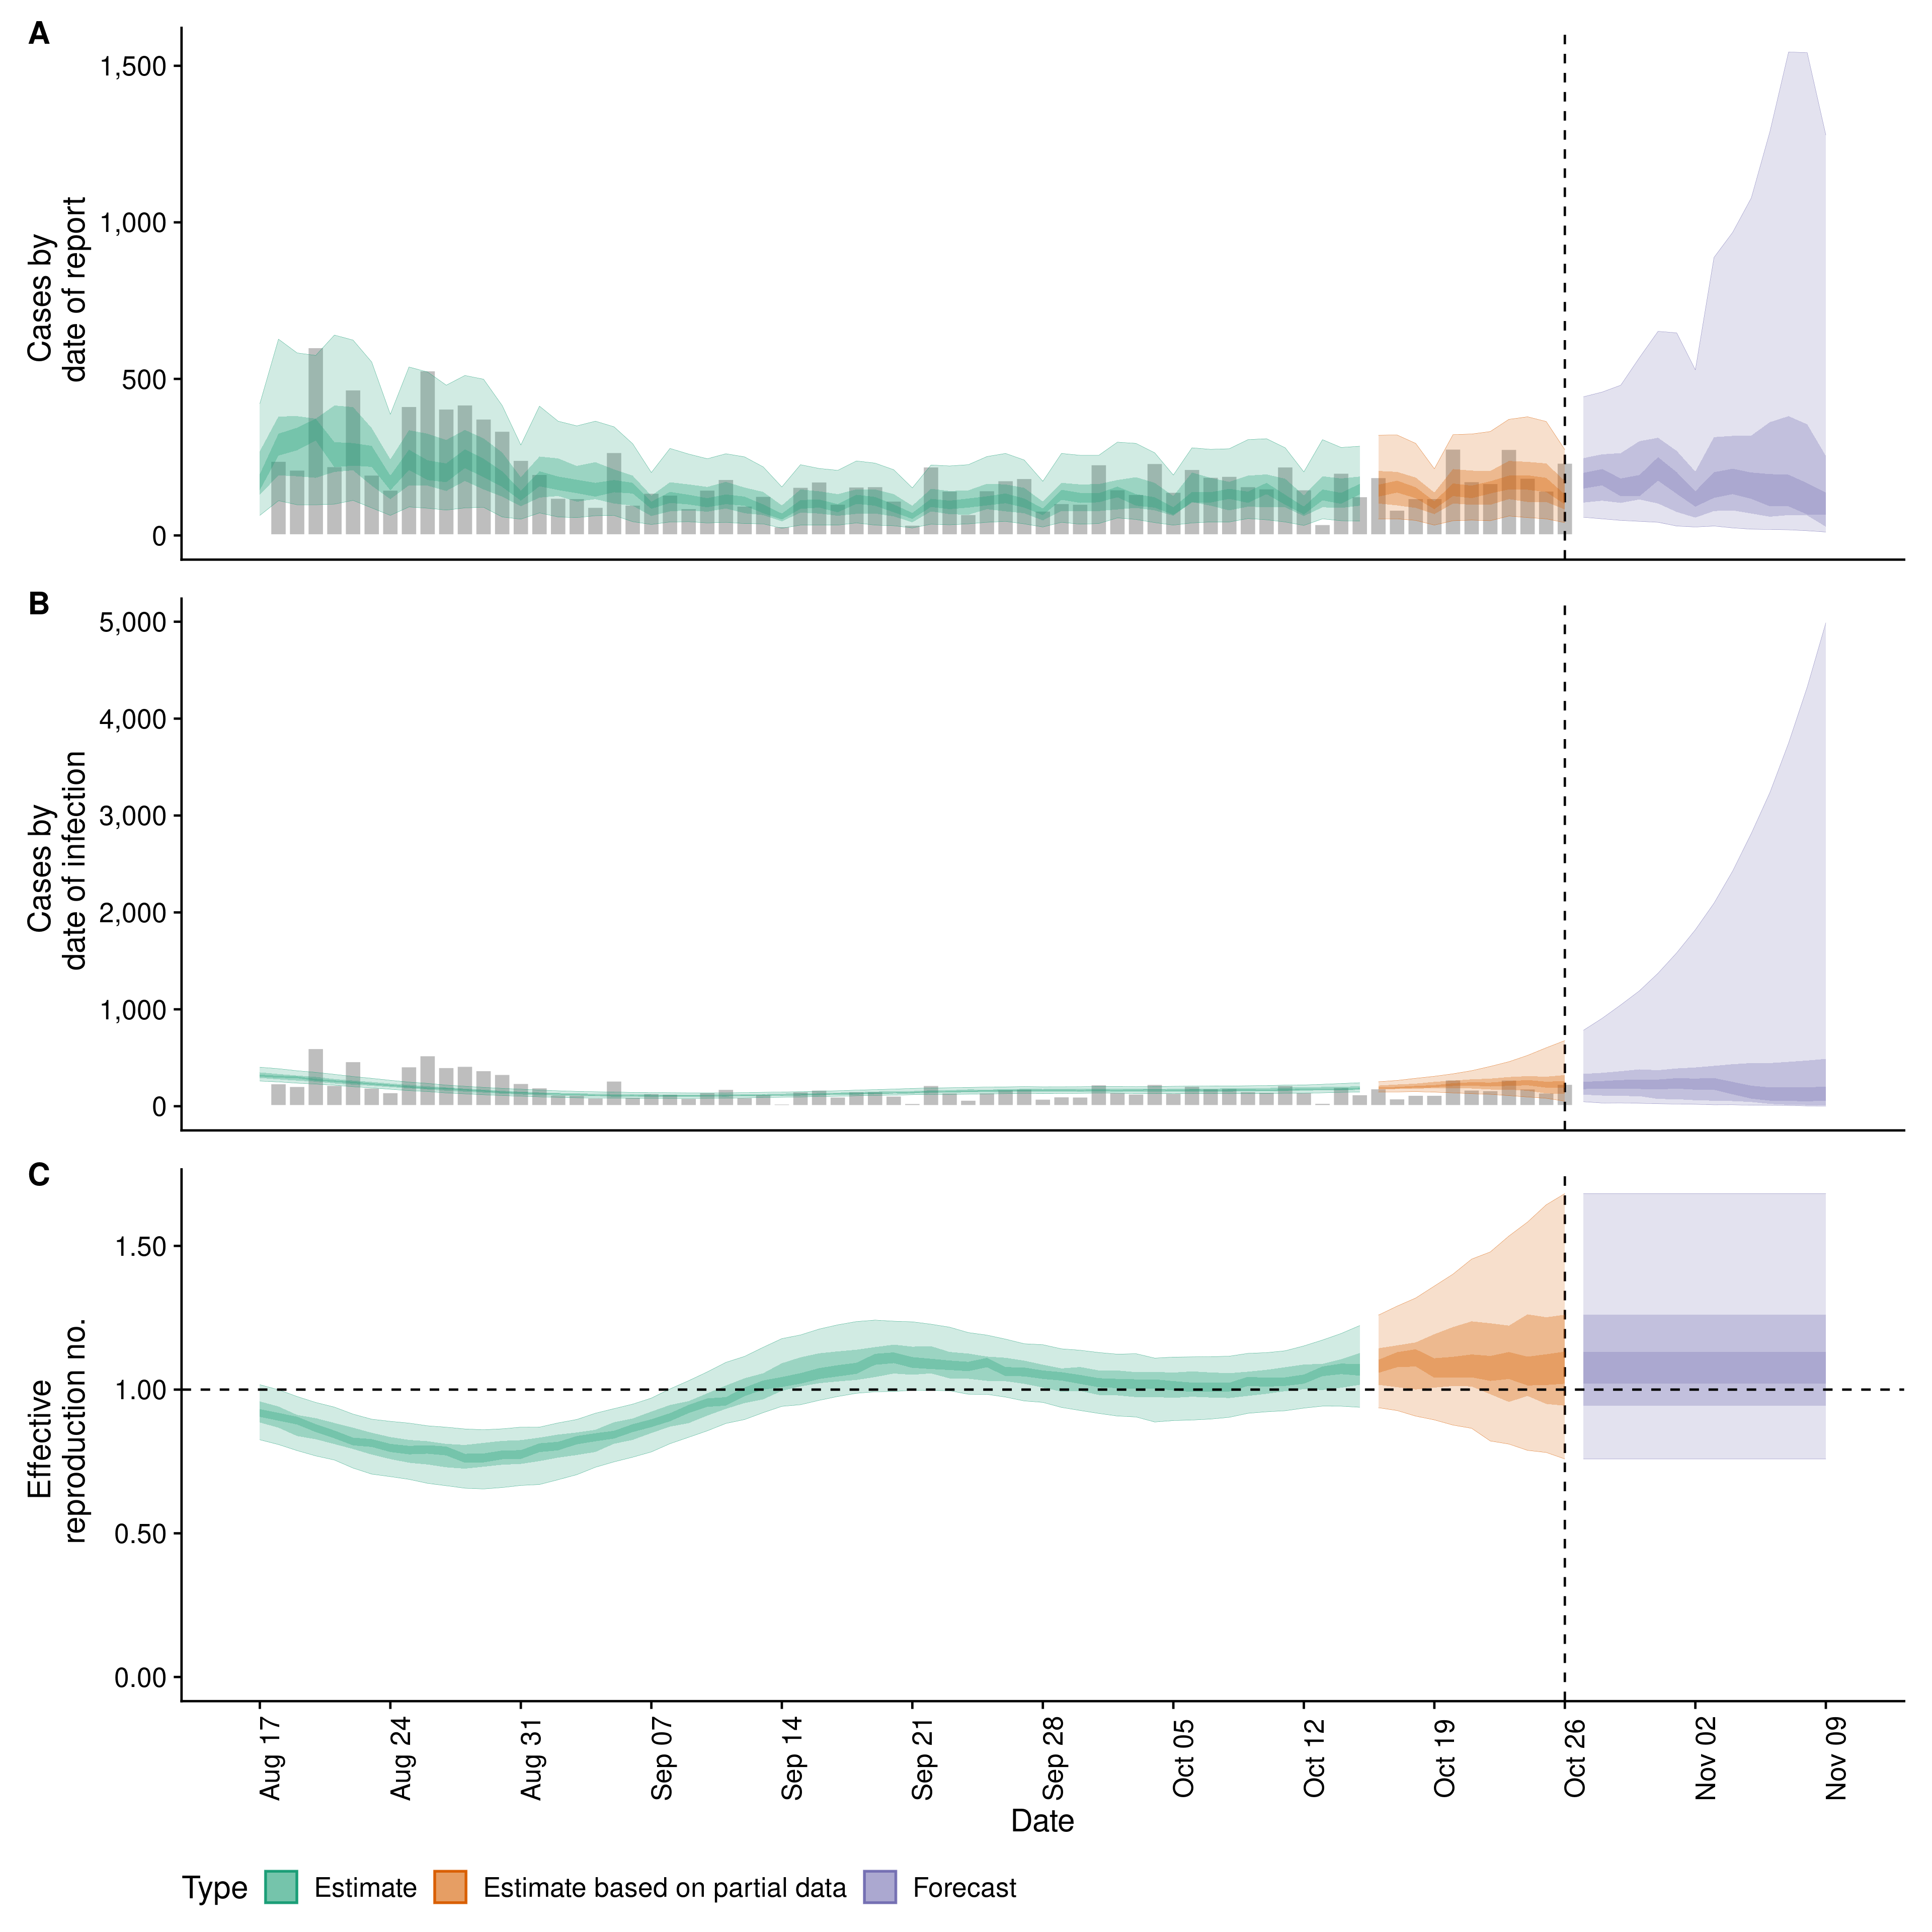 A
Cases by
date of report
1,500
1,000
500
0
B
Cases by
date of infection
5,000
4,000
3,000
2,000
1,000
0
C
Effective
reproduction no.
1.50
1.00
0.50
0.00
Aug 17
Aug 24
Aug 31
Sep 07
Sep 14
Sep 21
Sep 28
Oct 05
Oct 12
Oct 19
Oct 26
Nov 02
Nov 09
Date
Type Estimate Estimate based on partial data Forecast